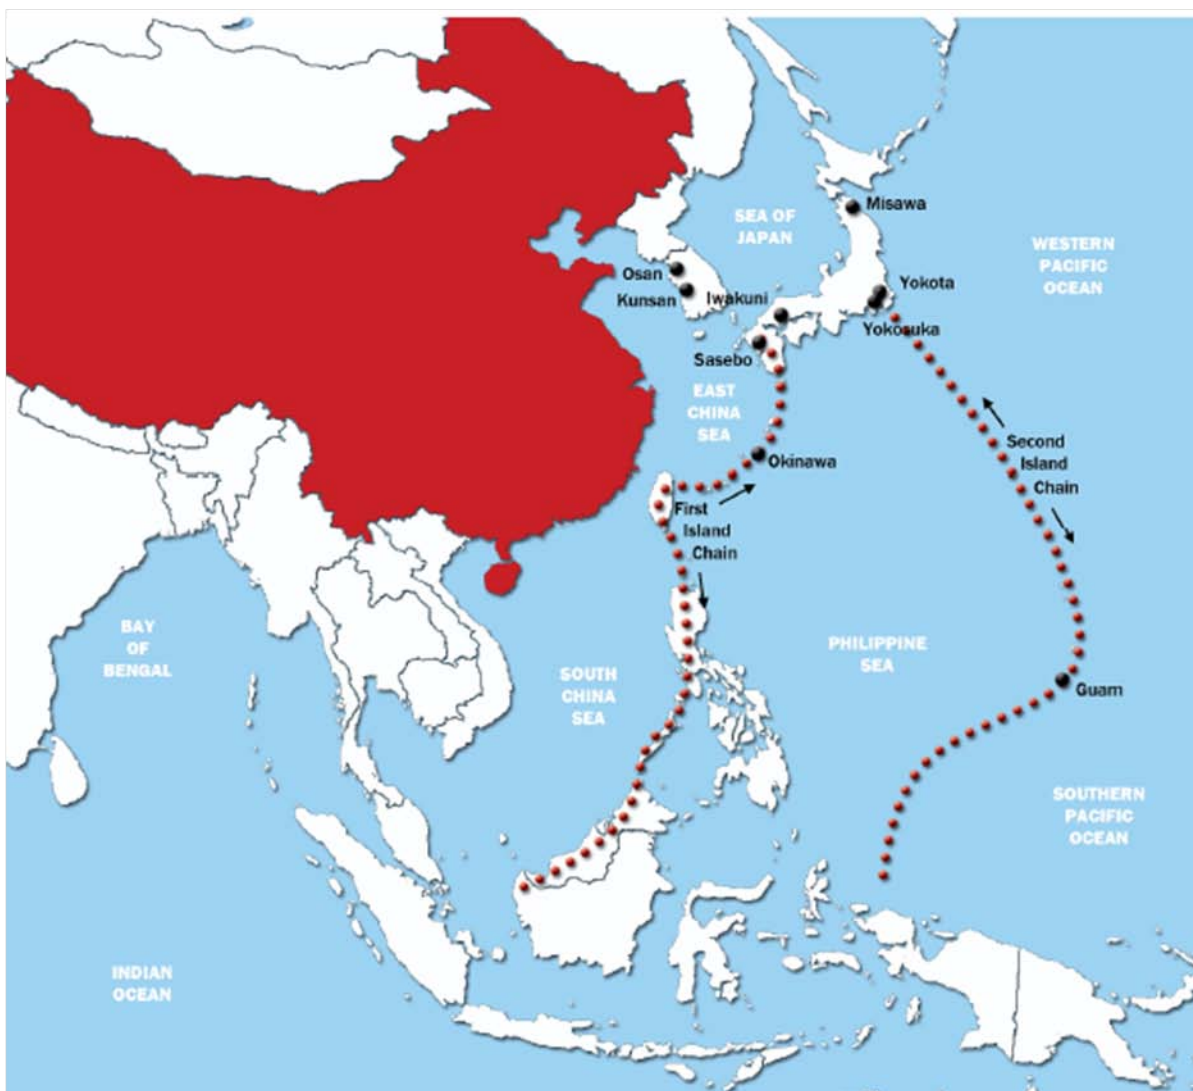 SEA OF
JAPAN
Misawa
WESTERN
PACIFIC
OCEAN
Osan
Kunsan
Iwakuni
Yokota
Yokosuka
Sasebo
EAST
CHINA
SEA
Second
Island
Chain
Okinawa
First
Island
Chain
BAY
OF
BENGAL
SOUTH
CHINA
SEA
PHILIPPINE
SEA
Guam
SOUTHERN
PACIFIC
OCEAN
INDIAN
OCEAN